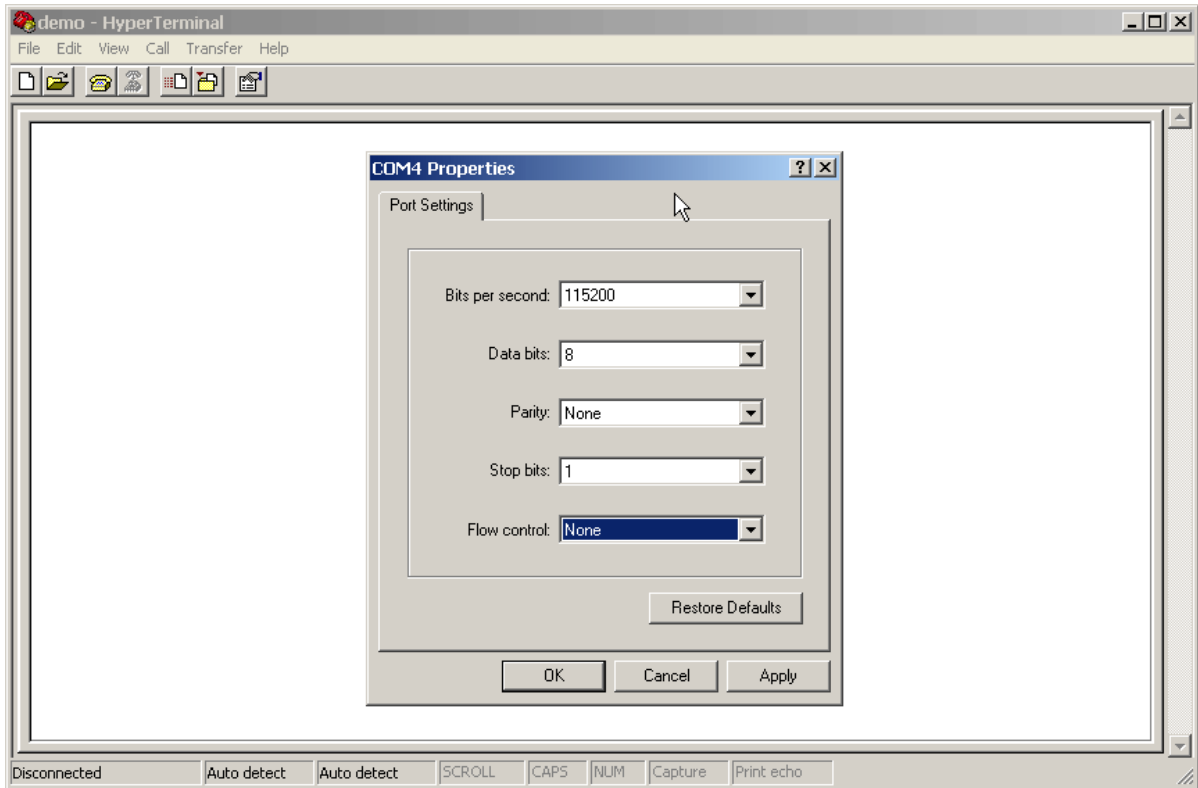 demo - HyperTerminal
File Edit View Call Transfer Help
COM4 Properties
Port Settings
Bits per second: 115200
Data bits: 8
Parity: None
Stop bits: 1
Flow control: None
Restore Defaults
OK Cancel Apply
Disconnected Auto detect Auto detect SCROLL CAPS NUM Capture Print echo